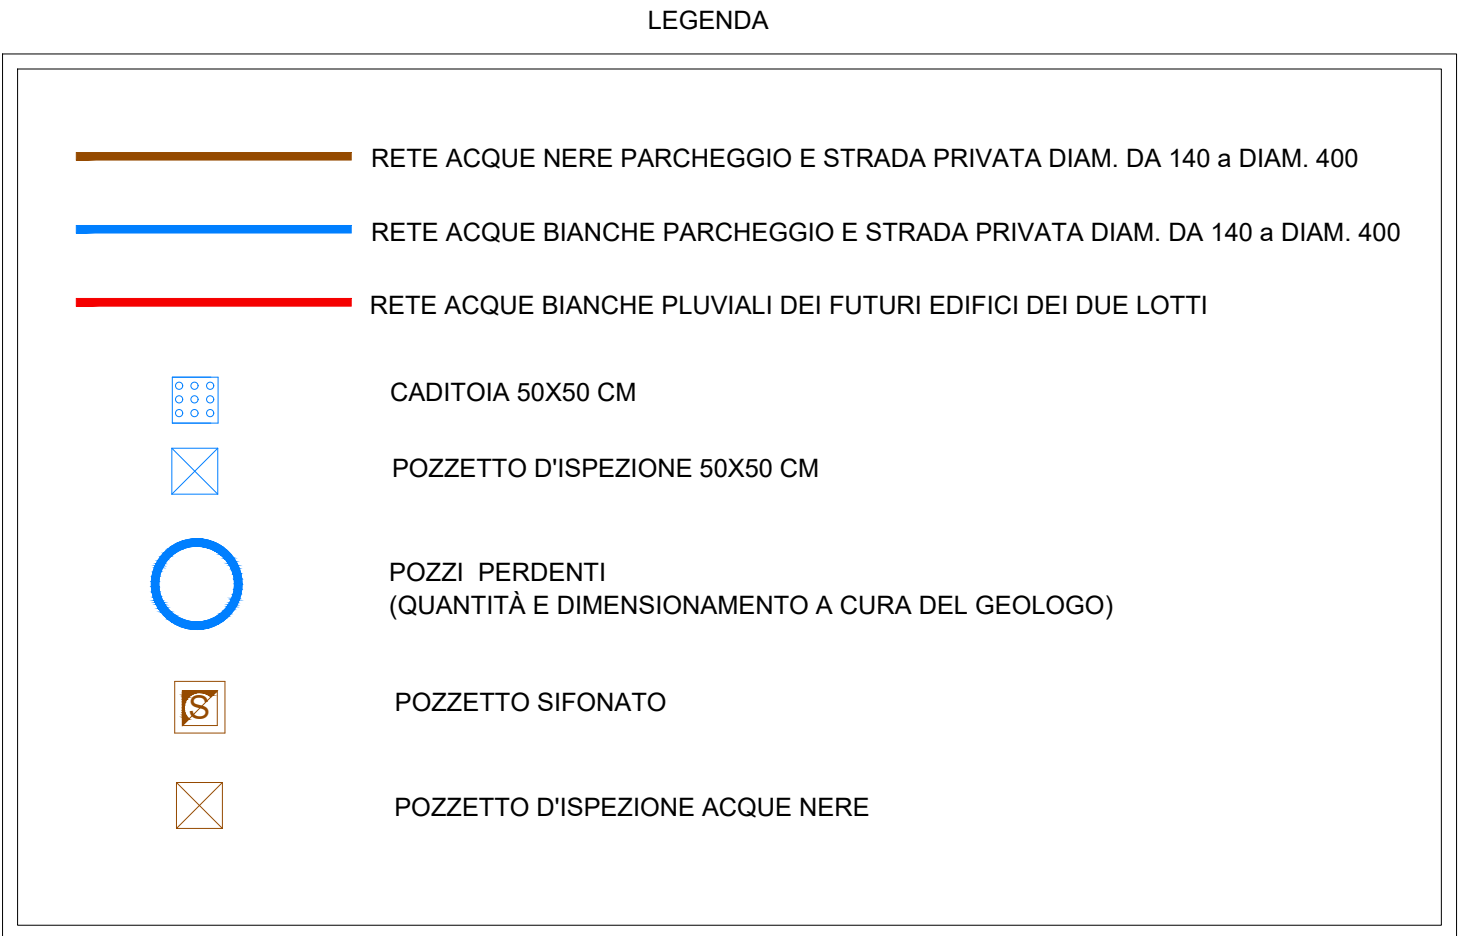 LEGENDA
RETE ACQUE NERE PARCHEGGIO E STRADA PRIVATA DIAM. DA 140 a DIAM. 400
RETE ACQUE BIANCHE PARCHEGGIO E STRADA PRIVATA DIAM. DA 140 a DIAM. 400
RETE ACQUE BIANCHE PLUVIALI DEI FUTURI EDIFICI DEI DUE LOTTI
CADITOIA 50X50 CM
POZZETTO D'ISPEZIONE 50X50 CM
POZZI PERDENTI
(QUANTITÀ E DIMENSIONAMENTO A CURA DEL GEOLOGO)
S
POZZETTO SIFONATO
POZZETTO D'ISPEZIONE ACQUE NERE